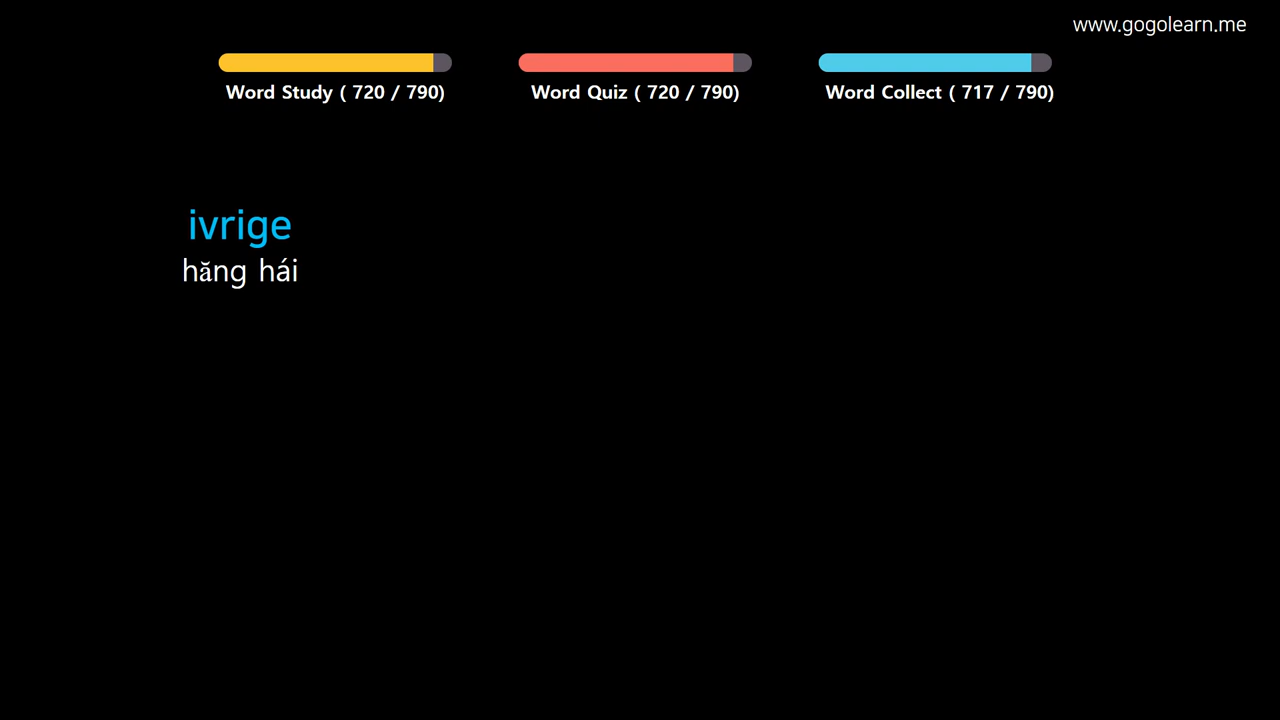 www.gogolearn.me
Word Study ( 720 / 790)
Word Quiz ( 720 / 790)
Word Collect ( 717 / 790)
ivrige
hăng hái